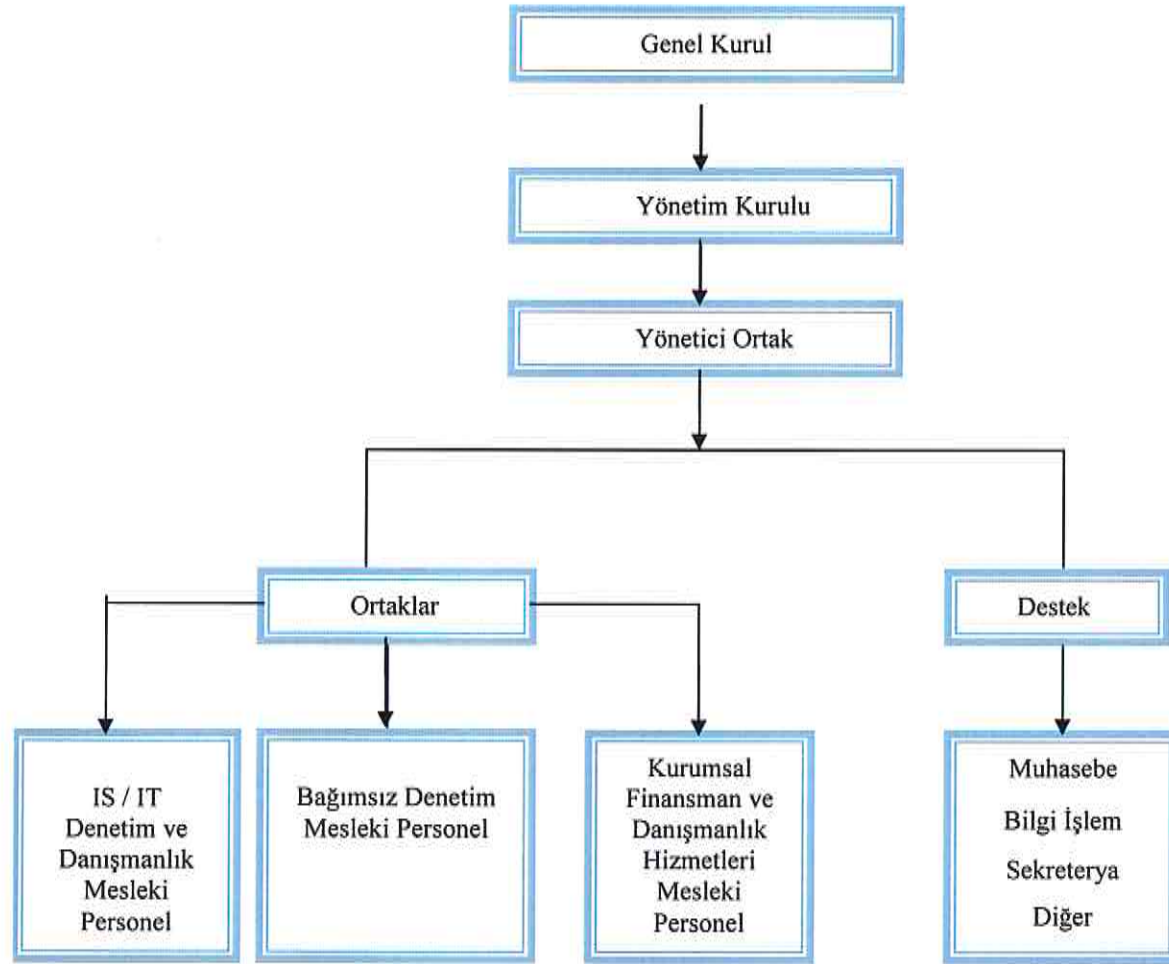 Genel Kurul
Yönetim Kurulu
Yönetici Ortak
Ortaklar
Destek
IS / IT
Denetim ve
Danışmanlık
Mesleki
Personel
Bağımsız Denetim
Mesleki Personel
Kurumsal
Finansman ve
Danışmanlık
Hizmetleri
Mesleki
Personel
Muhasebe
Bilgi İşlem
Sekreterya
Diğer